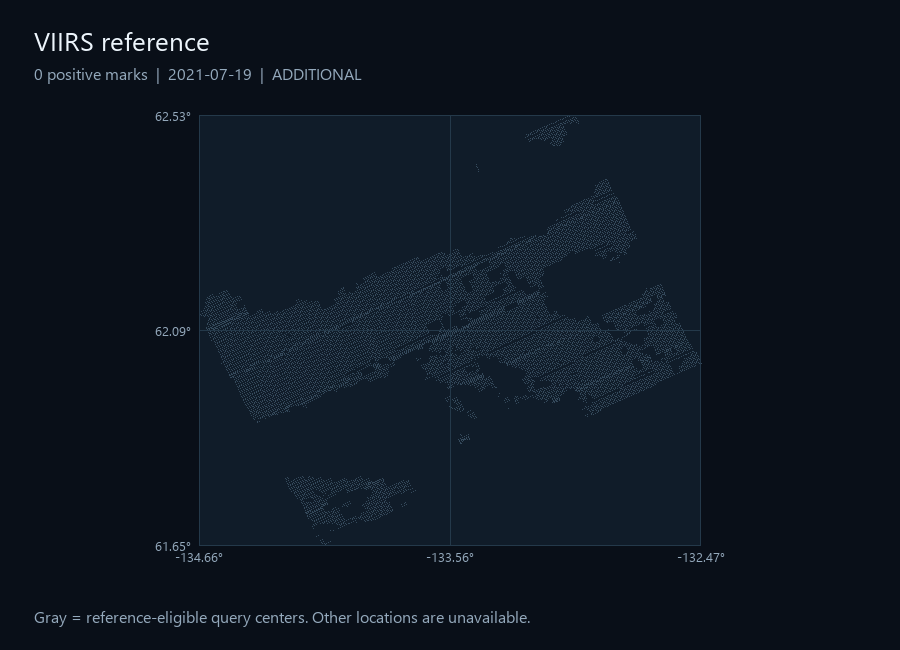 VIIRS reference
0 positive marks | 2021-07-19 | ADDITIONAL
62.53°
62.09°
61.65°
-134.66° -133.56° -132.47°
Gray = reference-eligible query centers. Other locations are unavailable.